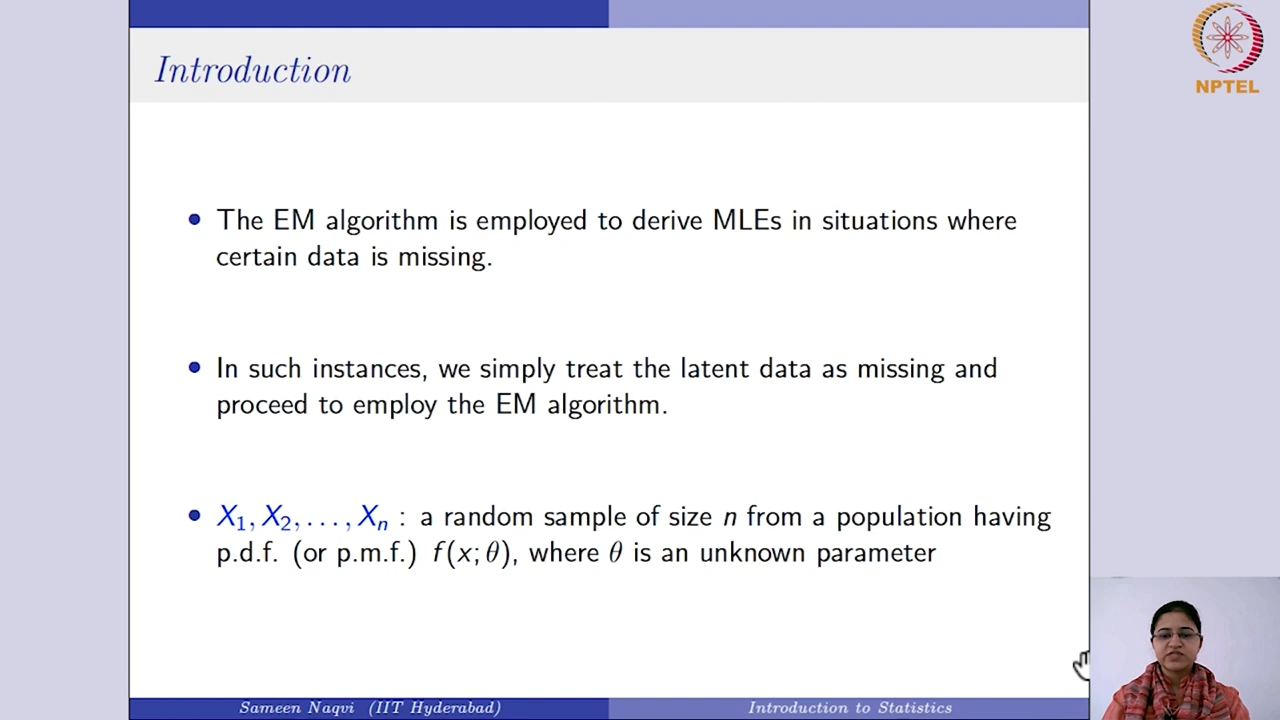 Introduction
NPTEL
• The EM algorithm is employed to derive MLEs in situations where
certain data is missing.
• In such instances, we simply treat the latent data as missing and
proceed to employ the EM algorithm.
• X₁, X₂, . . . , Xₙ : a random sample of size n from a population having
p.d.f. (or p.m.f.) f(x; θ), where θ is an unknown parameter
Sameen Naqvi (IIT Hyderabad)
Introduction to Statistics